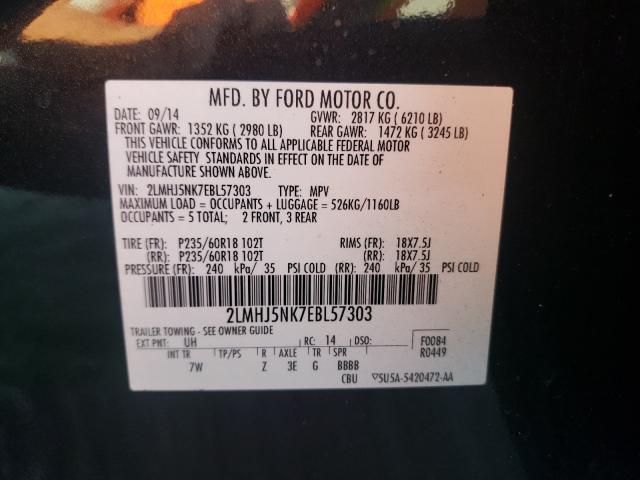 MFD. BY FORD MOTOR CO.
DATE: 09/14 GVWR: 2817 KG ( 6210 LB)
FRONT GAWR: 1352 KG ( 2980 LB) REAR GAWR: 1472 KG ( 3245 LB)
THIS VEHICLE CONFORMS TO ALL APPLICABLE FEDERAL MOTOR
VEHICLE SAFETY STANDARDS IN EFFECT ON THE DATE OF
MANUFACTURE SHOWN ABOVE.
VIN: 2LMHJ5NK7EBL57303 TYPE: MPV
MAXIMUM LOAD = OCCUPANTS + LUGGAGE = 526KG/1160LB
OCCUPANTS = 5 TOTAL; 2 FRONT, 3 REAR
TIRE (FR): P235/60R18 102T RIMS (FR): 18X7.5J
(RR): P235/60R18 102T (RR): 18X7.5J
PRESSURE (FR): 240 kPa/ 35 PSI COLD (RR): 240 kPa/ 35 PSI COLD
2LMHJ5NK7EBL57303
TRAILER TOWING - SEE OWNER GUIDE
EXT PNT: UH RC: 14 DSO: F0084
INT TR TP/PS R AXLE TR SPR R0449
7W Z 3E G BBBB
CBU 5U5A-5420472-AA